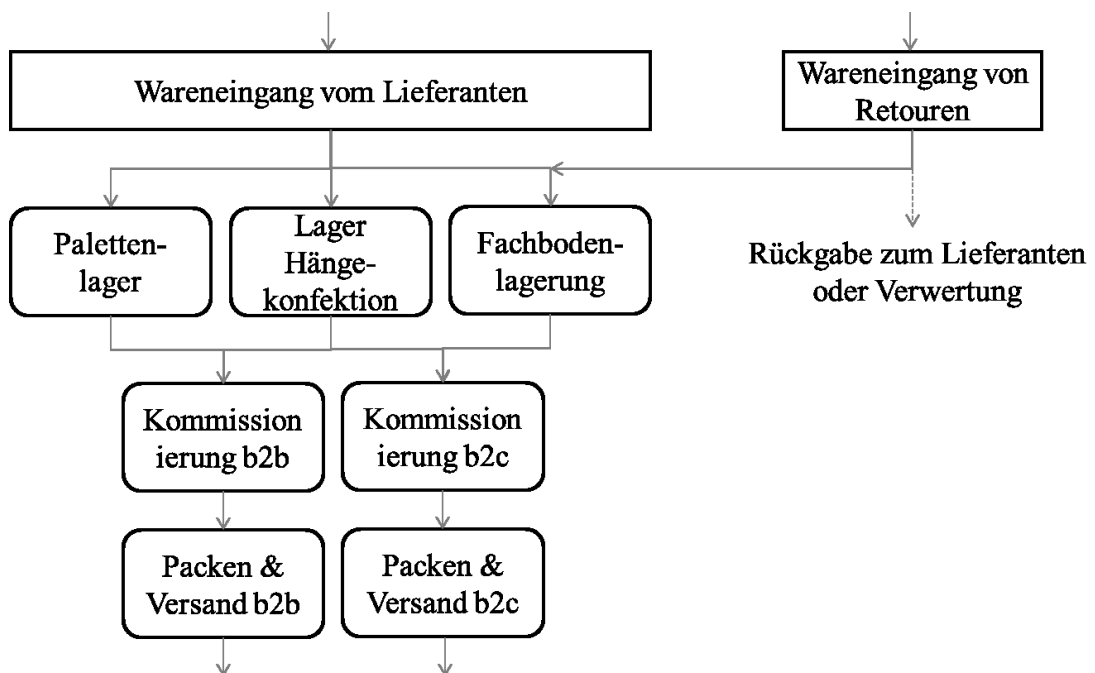 Wareneingang vom Lieferanten
Wareneingang von
Retouren
Paletten-
lager
Lager
Hänge-
konfektion
Fachboden-
lagerung
Rückgabe zum Lieferanten
oder Verwertung
Kommission
ierung b2b
Kommission
ierung b2c
Packen &
Versand b2b
Packen &
Versand b2c